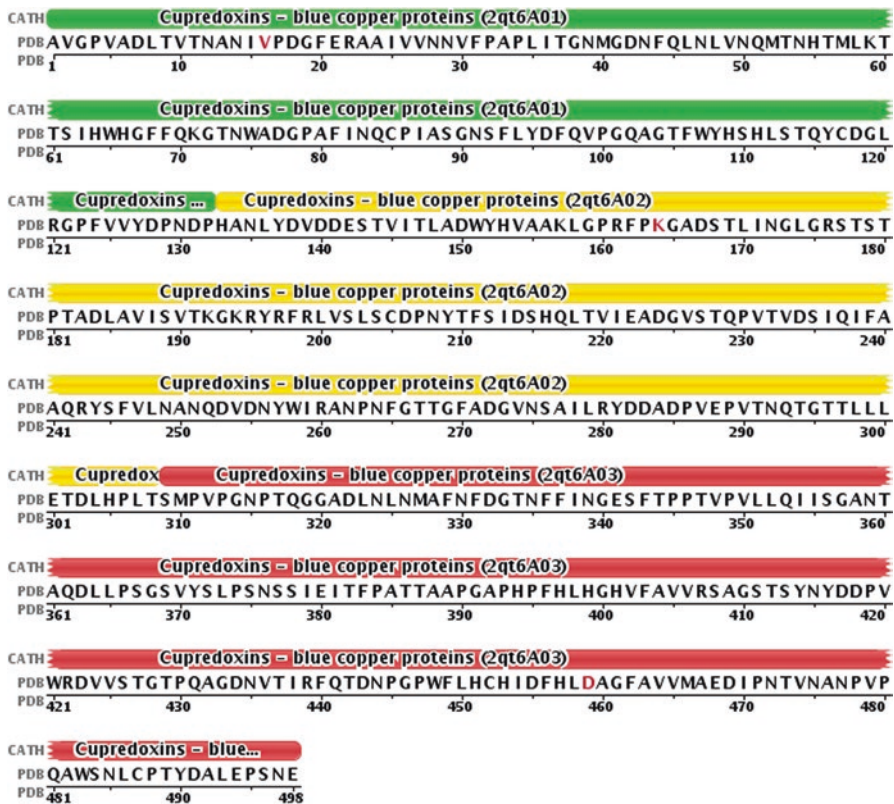 CATH Cupredoxins – blue copper proteins (2qt6A01)
PDB AVGPVADLTVTNANIVPDGFERAAIVVNNVFPAPLITGNMGDNFQLNLVNQMTNHTMLKT
PDB 1 10 20 30 40 50 60
CATH Cupredoxins – blue copper proteins (2qt6A01)
PDB TSIHWHGFFQKGTNWADGPAFINQCPIASGNSFLYDFQVPGQAGTFWYHSHLSTQYCDGL
PDB 61 70 80 90 100 110 120
CATH Cupredoxins ... Cupredoxins – blue copper proteins (2qt6A02)
PDB RGPFVVYDPNDPHANLYDVDDESTVITLADWYHVAAKLGPRFPKGADSTLINGLGRSTST
PDB 121 130 140 150 160 170 180
CATH Cupredoxins – blue copper proteins (2qt6A02)
PDB PTADLAVISVTKGKRYRFRLVSLSCDPNYTFSIDSHQLTVIEADGVSTQPVTVDSIQIFA
PDB 181 190 200 210 220 230 240
CATH Cupredoxins – blue copper proteins (2qt6A02)
PDB AQRYSFVLNANQDVDNYWIRANPNFGTTGFADGVNSAILRYDDADPVEPVTNQTGTTLLL
PDB 241 250 260 270 280 290 300
CATH Cupredox Cupredoxins – blue copper proteins (2qt6A03)
PDB ETDLHPLTSMPVPGNPTQGGADLNLNMAFNFDGTNFFINGESFTPPTVPVLLQIISGANT
PDB 301 310 320 330 340 350 360
CATH Cupredoxins – blue copper proteins (2qt6A03)
PDB AQDLLPSGSVYSLPSNSSIEITFPATTAAPGAPHPFHLHGHVFAVVRSAGSTSYNYDDPV
PDB 361 370 380 390 400 410 420
CATH Cupredoxins – blue copper proteins (2qt6A03)
PDB WRDVVSTGTPQAGDNVTIRFQTDNPGPWFLHCHIDFHLDAGFAVVMAEDIPNTVNANPVP
PDB 421 430 440 450 460 470 480
CATH Cupredoxins – blue...
PDB QAWSNLCPTYDALEPSNE
PDB 481 490 498